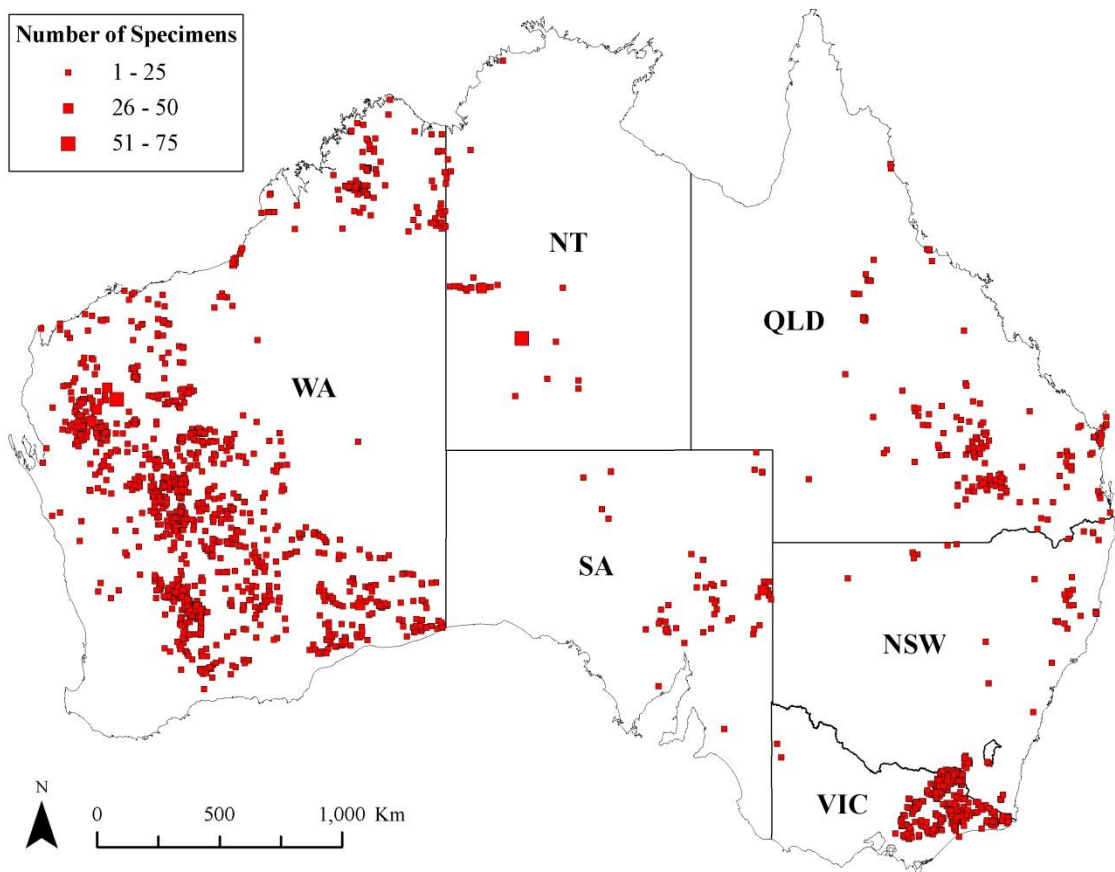 Number of Specimens
1 - 25
26 - 50
51 - 75
NT
QLD
WA
SA
NSW
VIC
N
0 500 1,000 Km